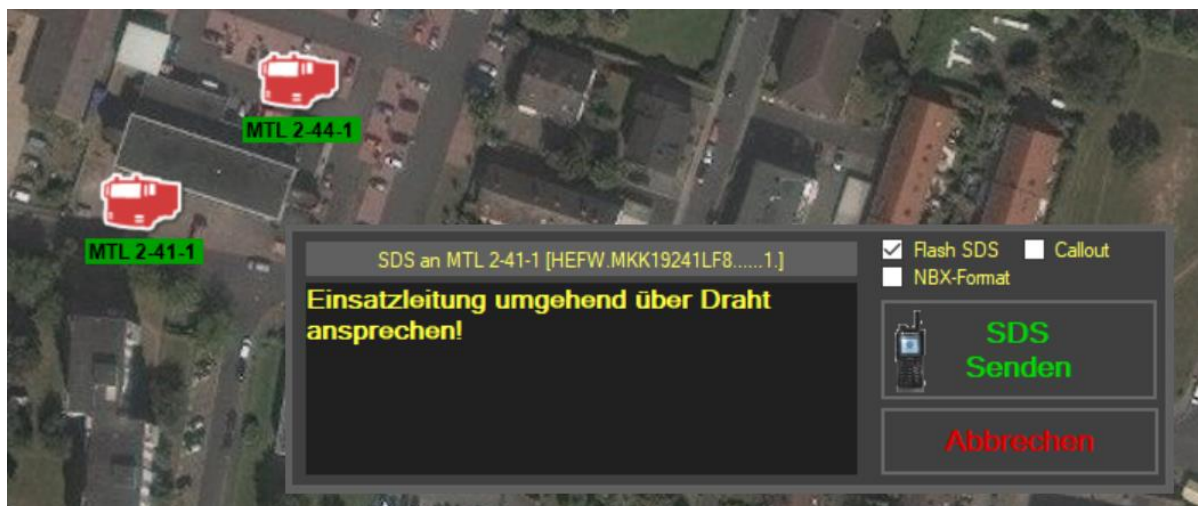 MTL 2-44-1
MTL 2-41-1
SDS an MTL 2-41-1 [HEFW.MKK19241LF8......1.]
Einsatzleitung umgehend über Draht
ansprechen!
Flash SDS
Callout
NBX-Format
SDS
Senden
Abbrechen